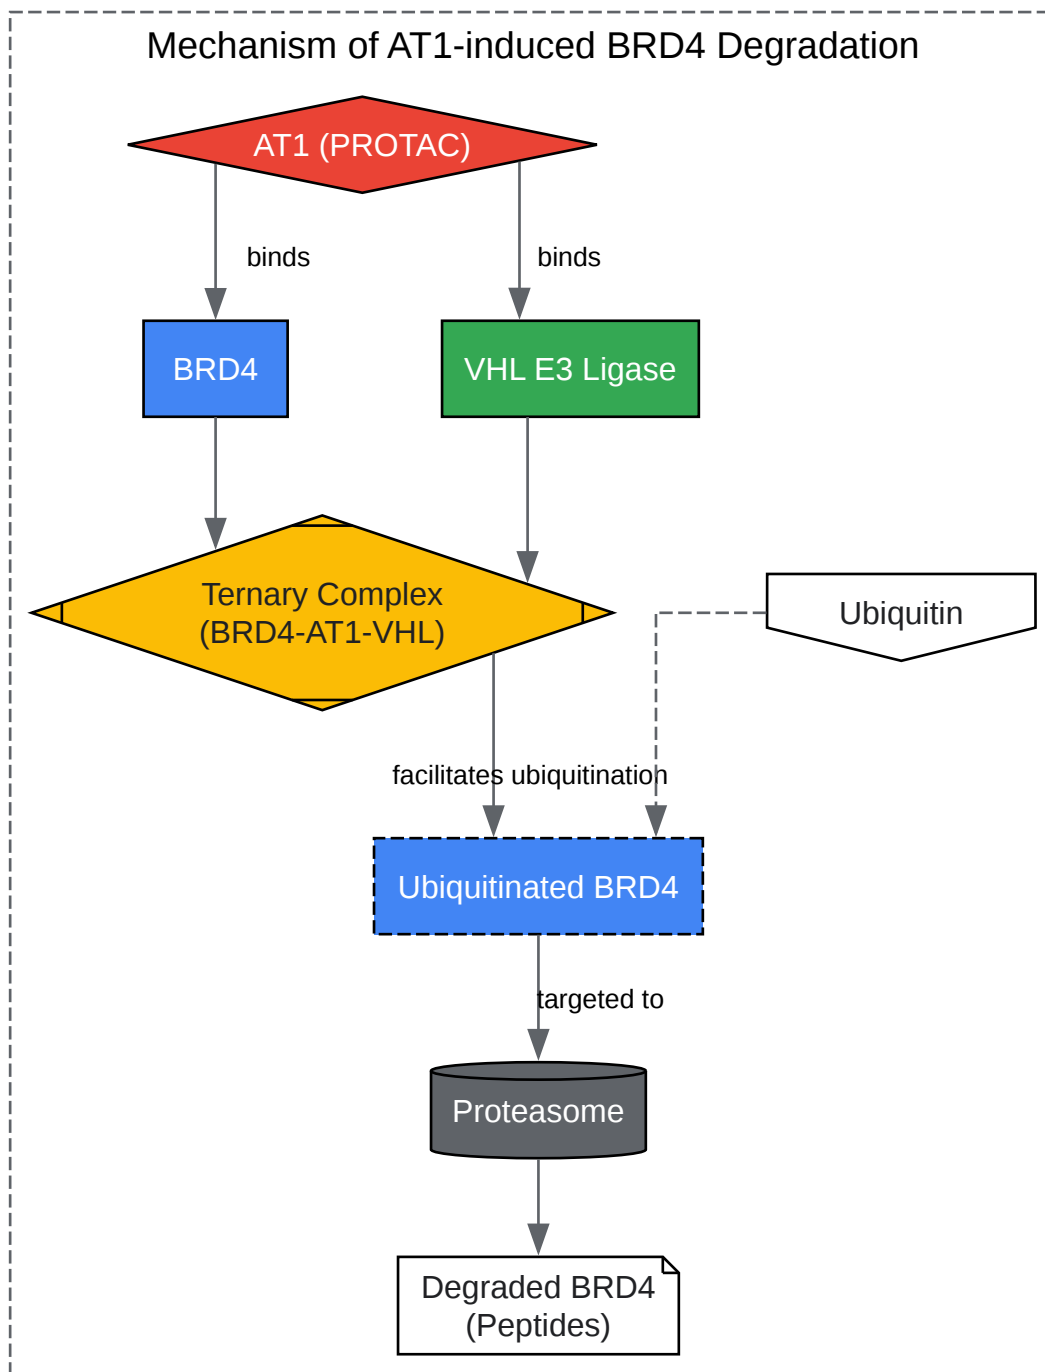 Mechanism of AT1-induced BRD4 Degradation
AT1 (PROTAC)
binds
binds
BRD4
VHL E3 Ligase
Ternary Complex
(BRD4-AT1-VHL)
Ubiquitin
facilitates ubiquitination
Ubiquitinated BRD4
targeted to
Proteasome
Degraded BRD4
(Peptides)